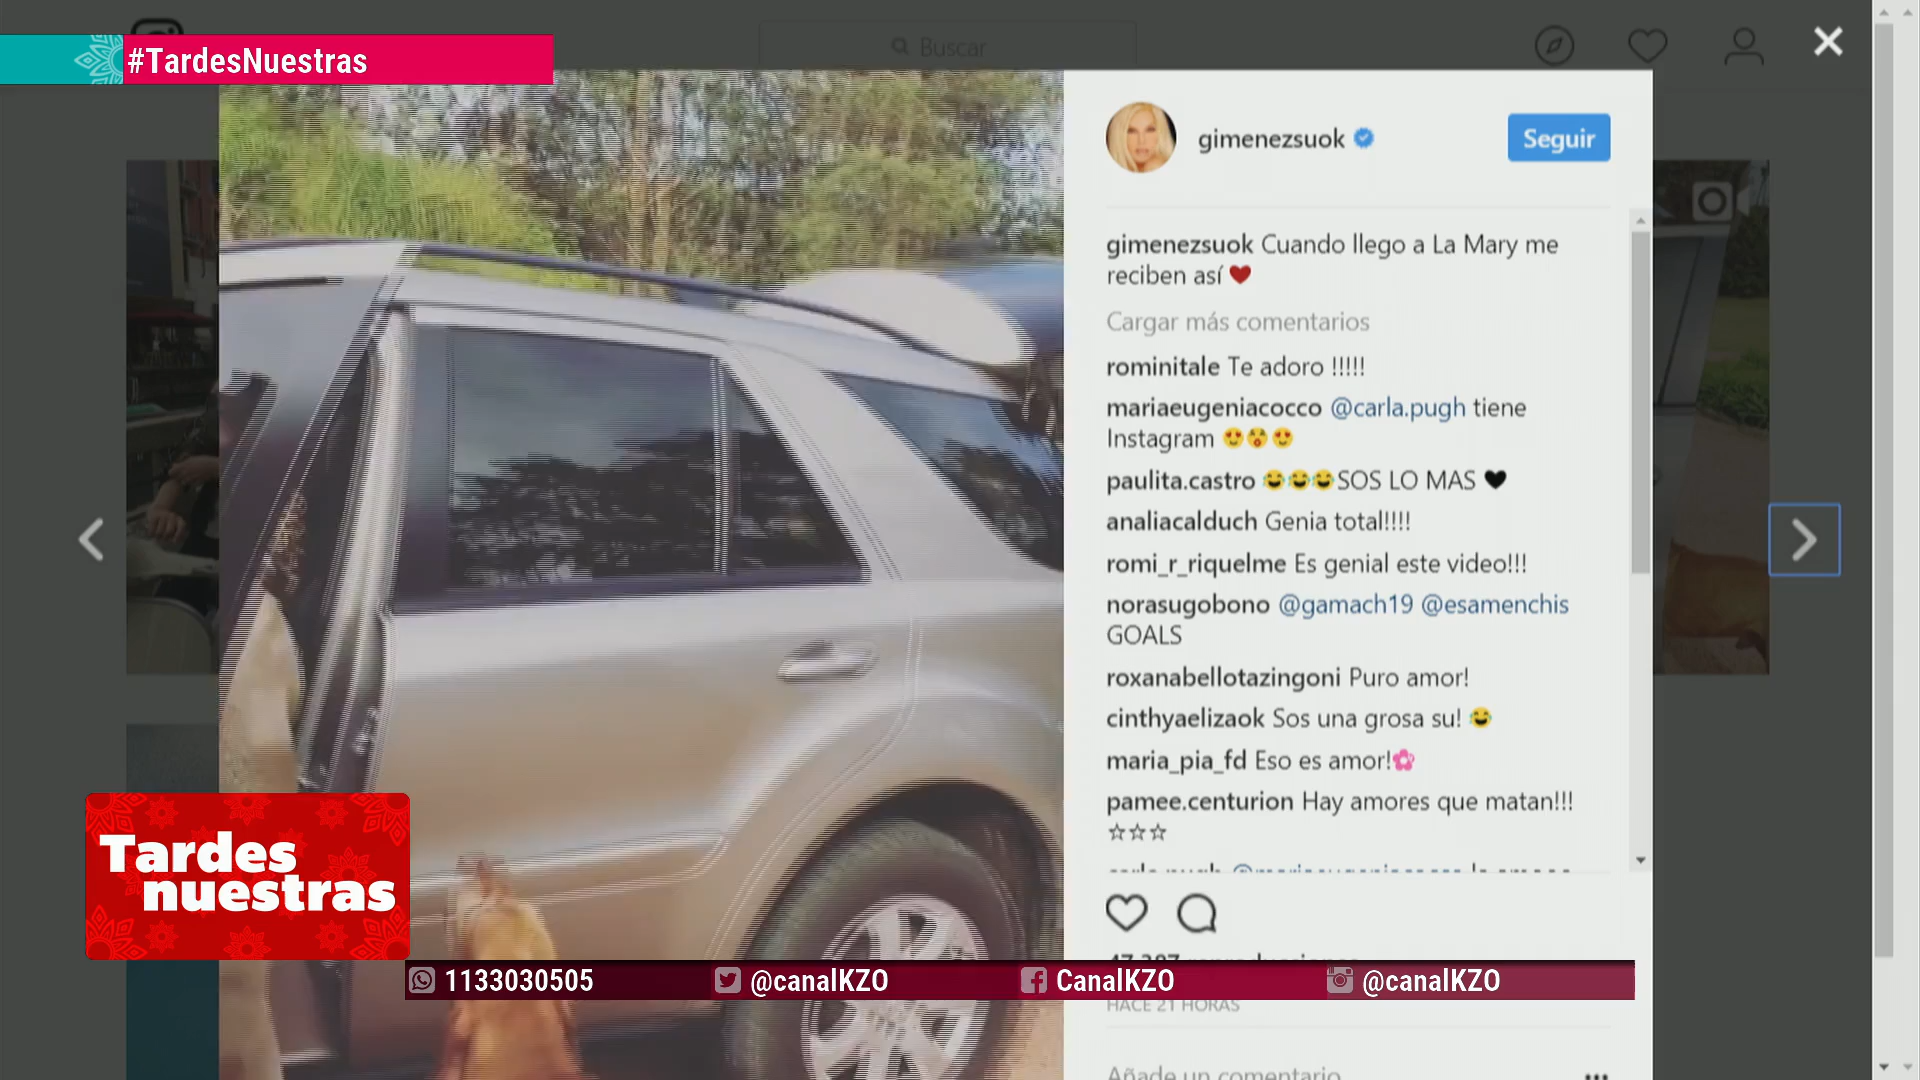 #TardesNuestras
Buscar
gimenezsuok
Seguir
gimenezsuok Cuando llego a La Mary me
reciben así ❤
Cargar más comentarios
rominitale Te adoro !!!!!
mariaeugeniacocco @carla.pugh tiene
Instagram 😍😵😍
paulita.castro 😂😂😂SOS LO MAS 🖤
analiacalduch Genia total!!!!
romi_r_riquelme Es genial este video!!!
norasugobono @gamach19 @esamenchis
GOALS
roxanabellotazingoni Puro amor!
cinthyaelizaok Sos una grosa su! 😂
maria_pia_fd Eso es amor!🌸
pamee.centurion Hay amores que matan!!!
☆☆☆
Tardes
nuestras
1133030505
@canalKZO
CanalKZO
@canalKZO
HACE 21 HORAS
Añade un comentario